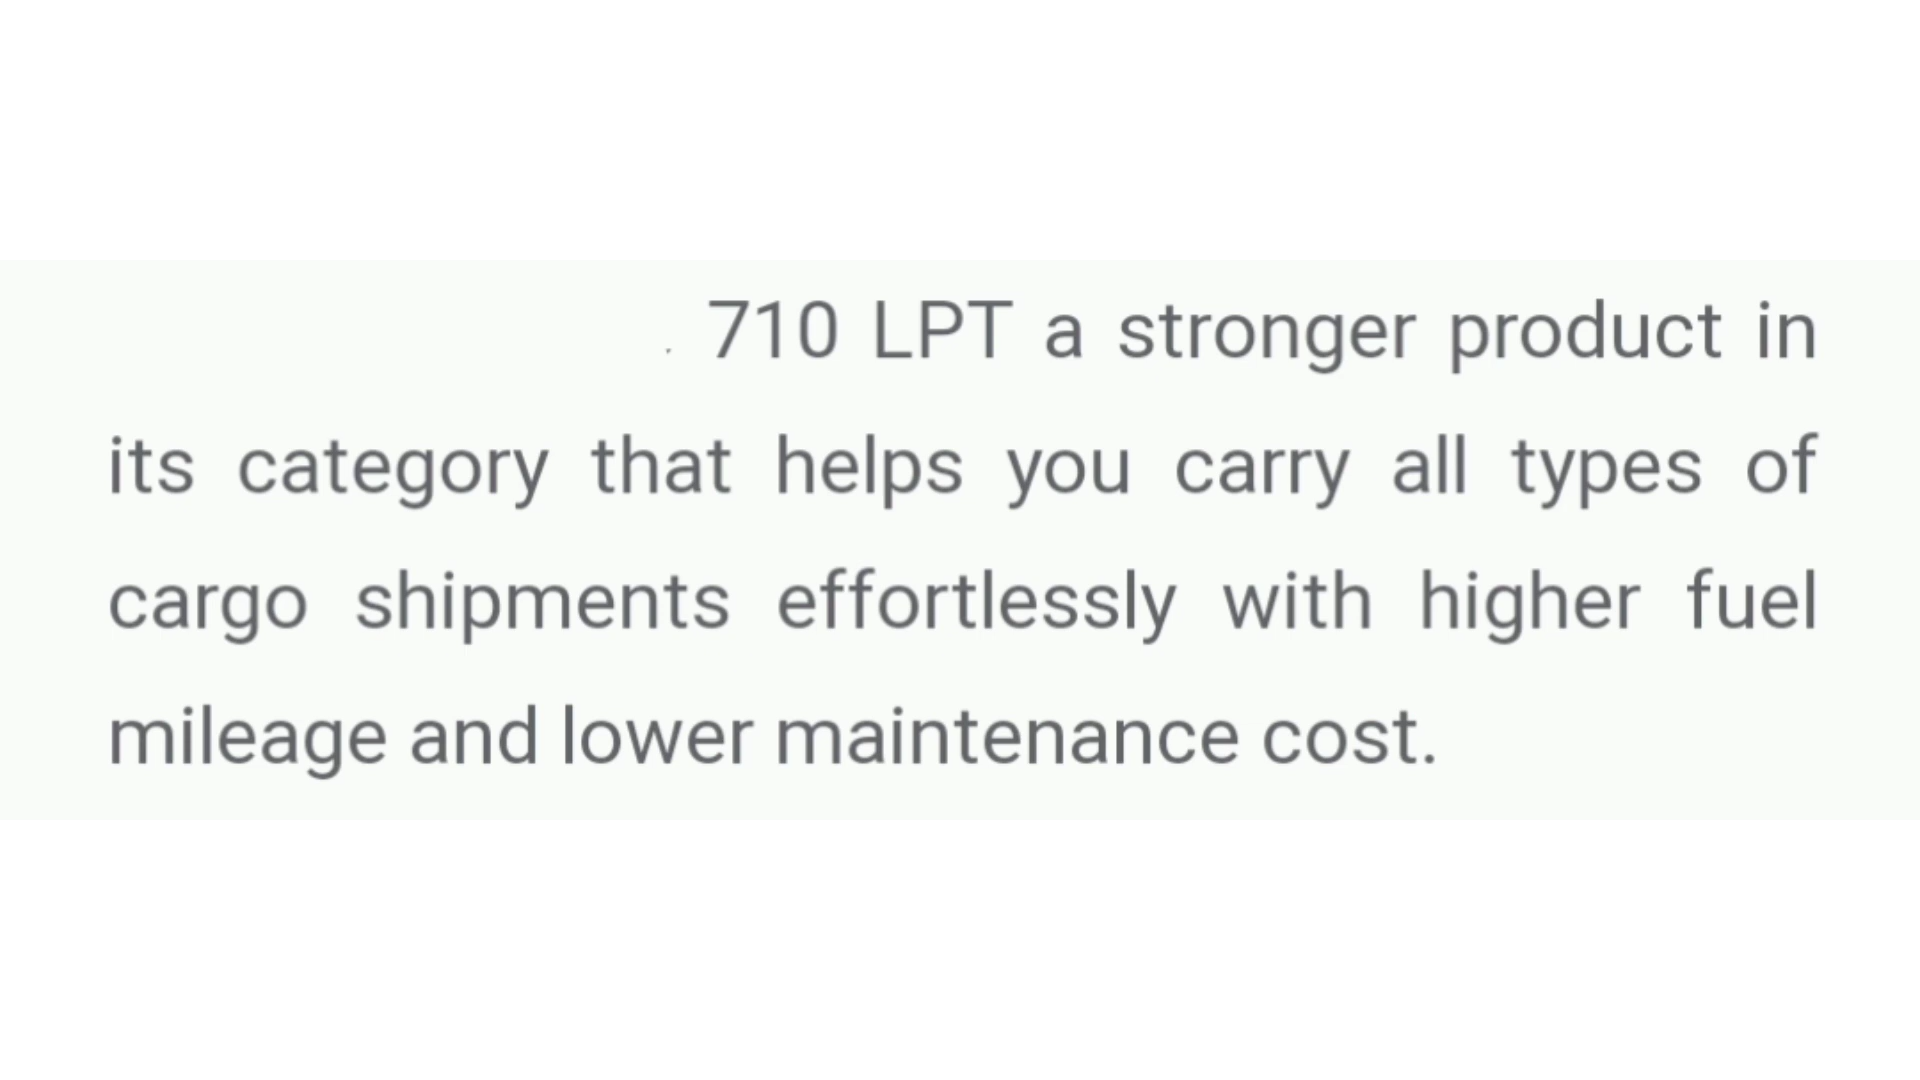 710 LPT a stronger product in
its category that helps you carry all types of
cargo shipments effortlessly with higher fuel
mileage and lower maintenance cost.